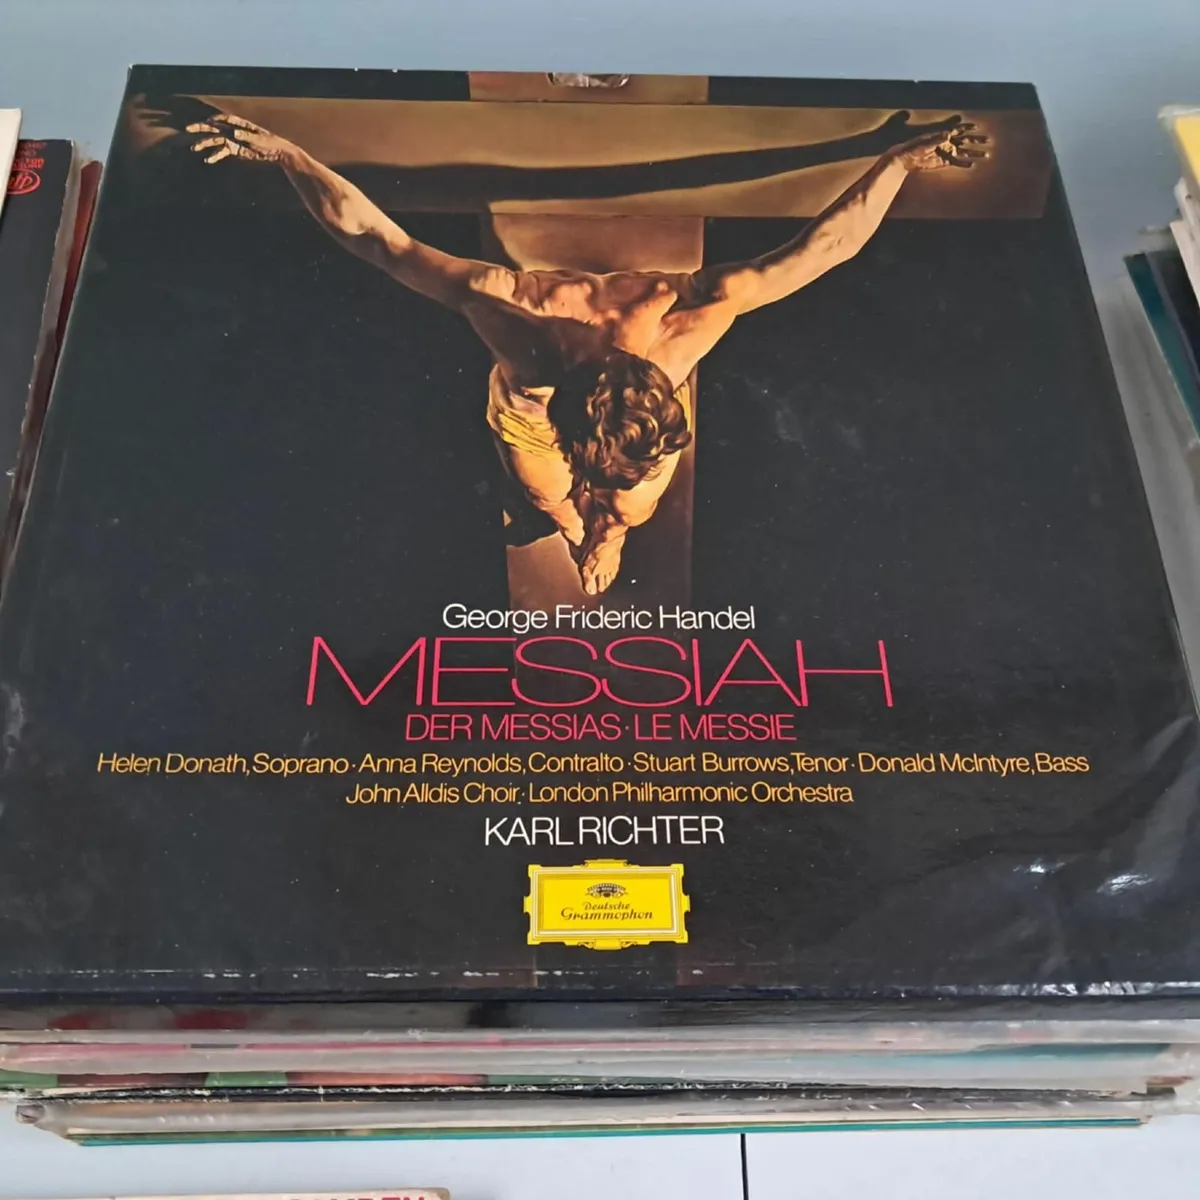 George Frideric Handel
MESSIAH
DER MESSIAS · LE MESSIE
Helen Donath, Soprano · Anna Reynolds, Contralto · Stuart Burrows, Tenor · Donald McIntyre, Bass
John Alldis Choir · London Philharmonic Orchestra
KARL RICHTER
Deutsche
Grammophon